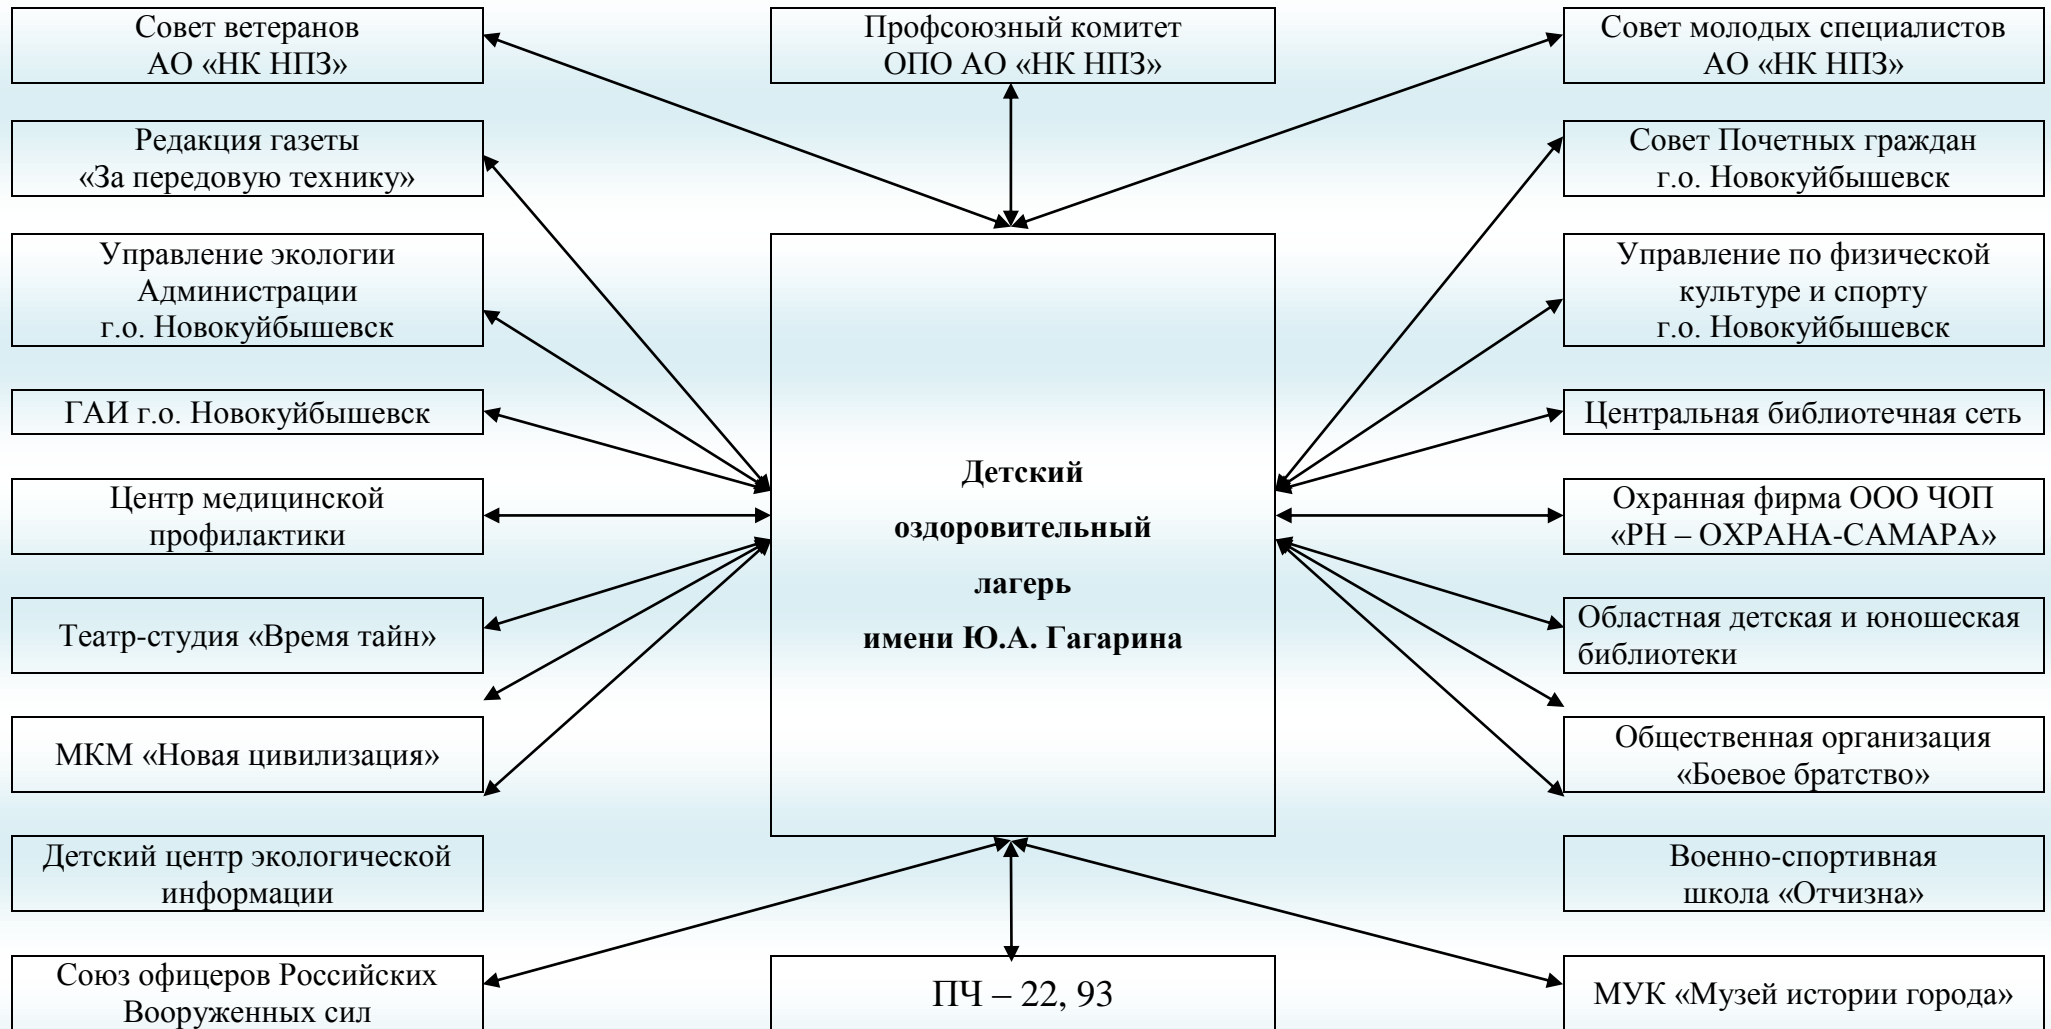 Совет ветеранов
АО «НК НПЗ»
Профсоюзный комитет
ОПО АО «НК НПЗ»
Совет молодых специалистов
АО «НК НПЗ»
Редакция газеты
«За передовую технику»
Совет Почетных граждан
г.о. Новокуйбышевск
Управление экологии
Администрации
г.о. Новокуйбышевск
Управление по физической
культуре и спорту
г.о. Новокуйбышевск
ГАИ г.о. Новокуйбышевск
Центральная библиотечная сеть
Детский
оздоровительный
лагерь
имени Ю.А. Гагарина
Центр медицинской
профилактики
Охранная фирма ООО ЧОП
«РН – ОХРАНА-САМАРА»
Театр-студия «Время тайн»
Областная детская и юношеская
библиотеки
МКМ «Новая цивилизация»
Общественная организация
«Боевое братство»
Детский центр экологической
информации
Военно-спортивная
школа «Отчизна»
Союз офицеров Российских
Вооруженных сил
ПЧ – 22, 93
МУК «Музей истории города»